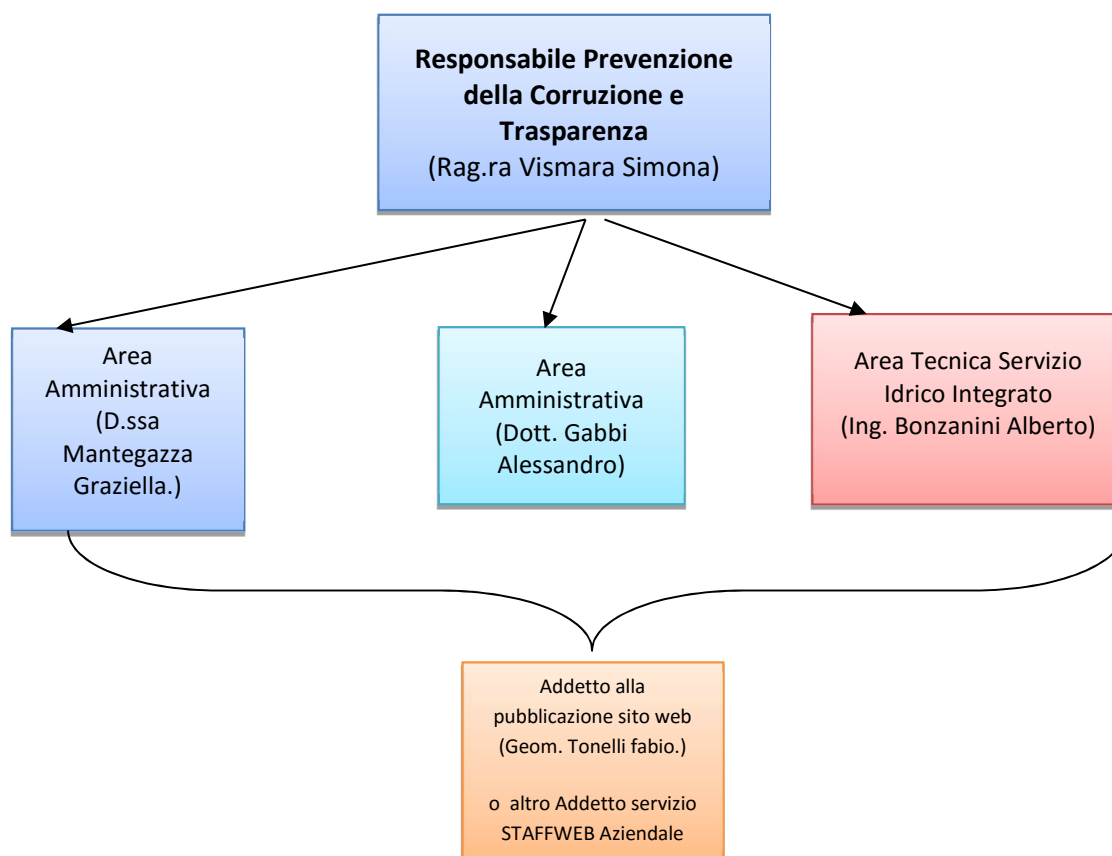 Responsabile Prevenzione
della Corruzione e
Trasparenza
(Rag.ra Vismara Simona)
Area
Amministrativa
(D.ssa
Mantegazza
Graziella.)
Area
Amministrativa
(Dott. Gabbi
Alessandro)
Area Tecnica Servizio
Idrico Integrato
(Ing. Bonzanini Alberto)
Addetto alla
pubblicazione sito web
(Geom. Tonelli fabio.)
o altro Addetto servizio
STAFFWEB Aziendale